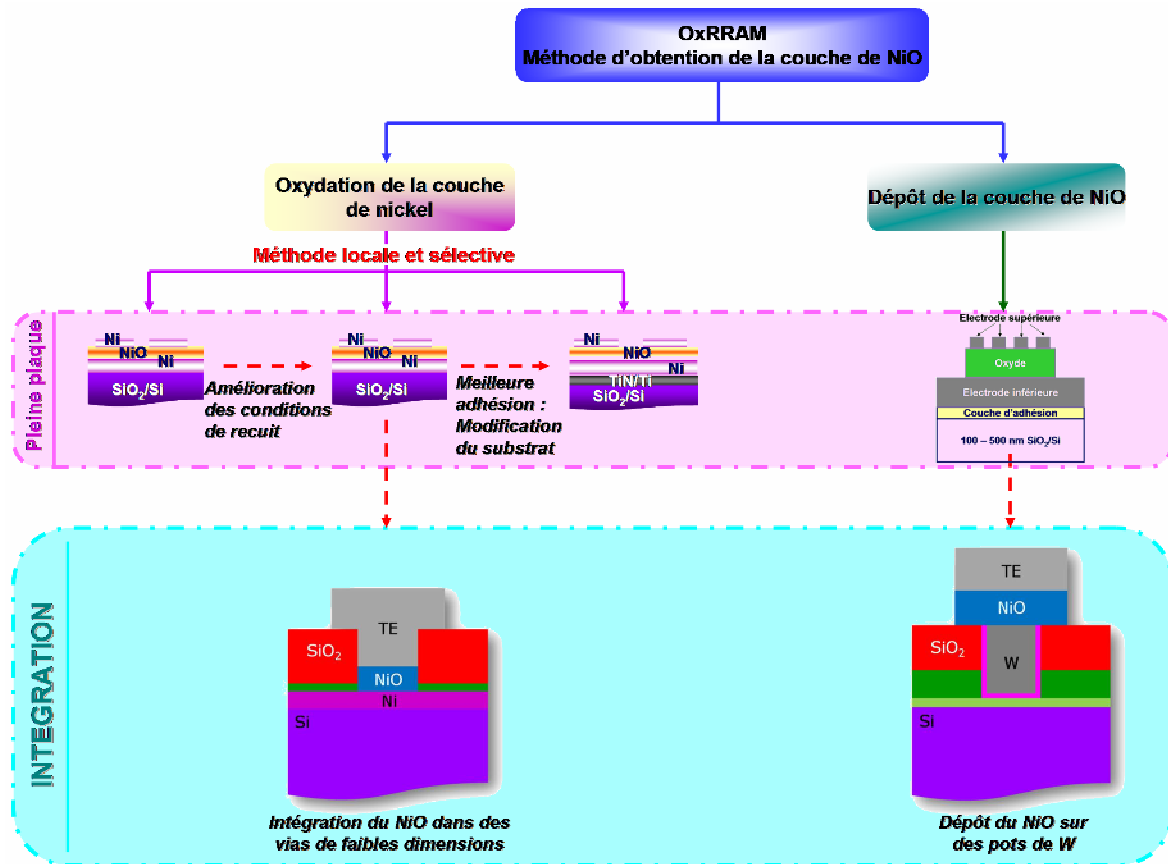 OxRRAM
Méthode d'obtention de la couche de NiO
Oxydation de la couche
de nickel
Dépôt de la couche de NiO
Méthode locale et sélective
Pleine plaque
Ni
NiO
Ni
SiO₂/Si
Amélioration
des conditions
de recuit
Ni
NiO
Ni
SiO₂/Si
Meilleure
adhésion :
Modification
du substrat
Ni
NiO
Ni
TiN/Ti
SiO₂/Si
Electrode supérieure
Oxyde
Electrode inférieure
Couche d'adhésion
100 – 500 nm SiO₂/Si
INTEGRATION
TE
SiO₂
NiO
Ni
Si
Intégration du NiO dans des
vias de faibles dimensions
TE
NiO
SiO₂
W
Si
Dépôt du NiO sur
des pots de W